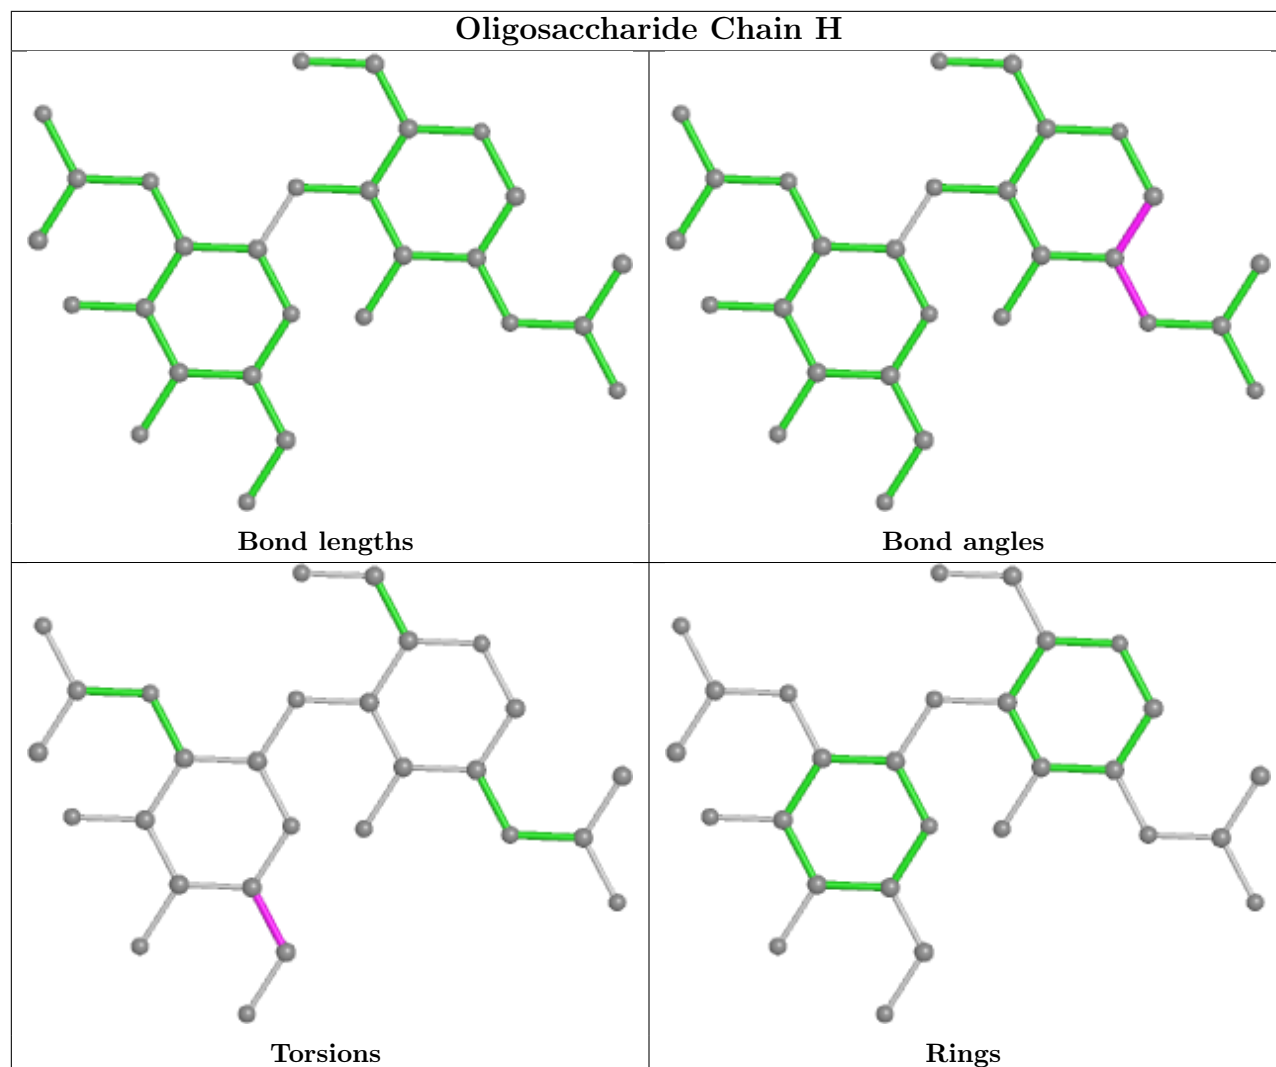 Oligosaccharide Chain H
Bond lengths
Bond angles
Torsions
Rings